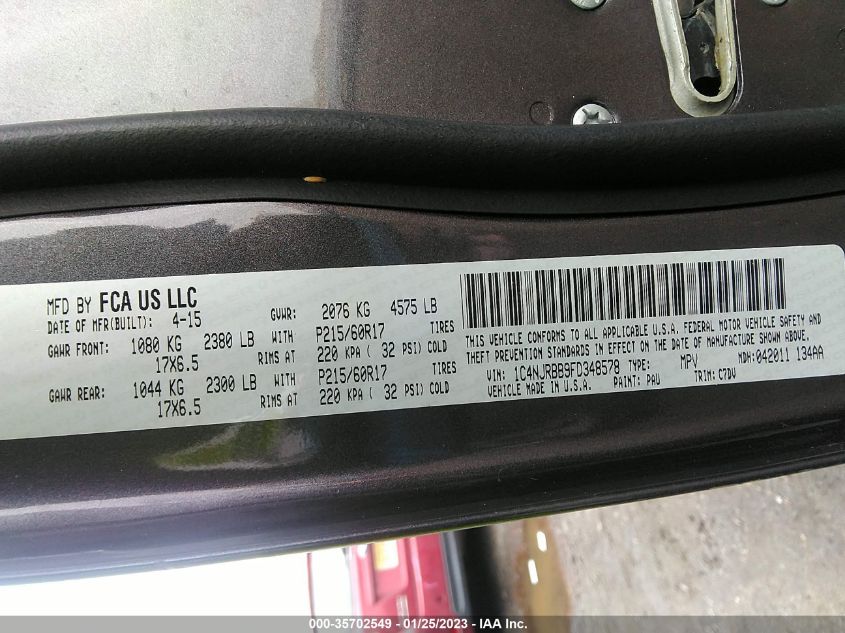 MFD BY FCA US LLC
DATE OF MFR(BUILT): 4-15 GVWR: 2076 KG 4575 LB
GAWR FRONT: 1080 KG 2380 LB WITH P215/60R17 TIRES
17X6.5 RIMS AT 220 KPA ( 32 PSI) COLD
GAWR REAR: 1044 KG 2300 LB WITH P215/60R17 TIRES
17X6.5 RIMS AT 220 KPA ( 32 PSI) COLD
THIS VEHICLE CONFORMS TO ALL APPLICABLE U.S.A. FEDERAL MOTOR VEHICLE SAFETY AND
THEFT PREVENTION STANDARDS IN EFFECT ON THE DATE OF MANUFACTURE SHOWN ABOVE.
VIN: 1C4NJRBB9FD348578 TYPE: MPV MDH:042011 134AA
VEHICLE MADE IN U.S.A. PAINT: PAU TRIM: C7DV
000-35702549 - 01/25/2023 - IAA Inc.